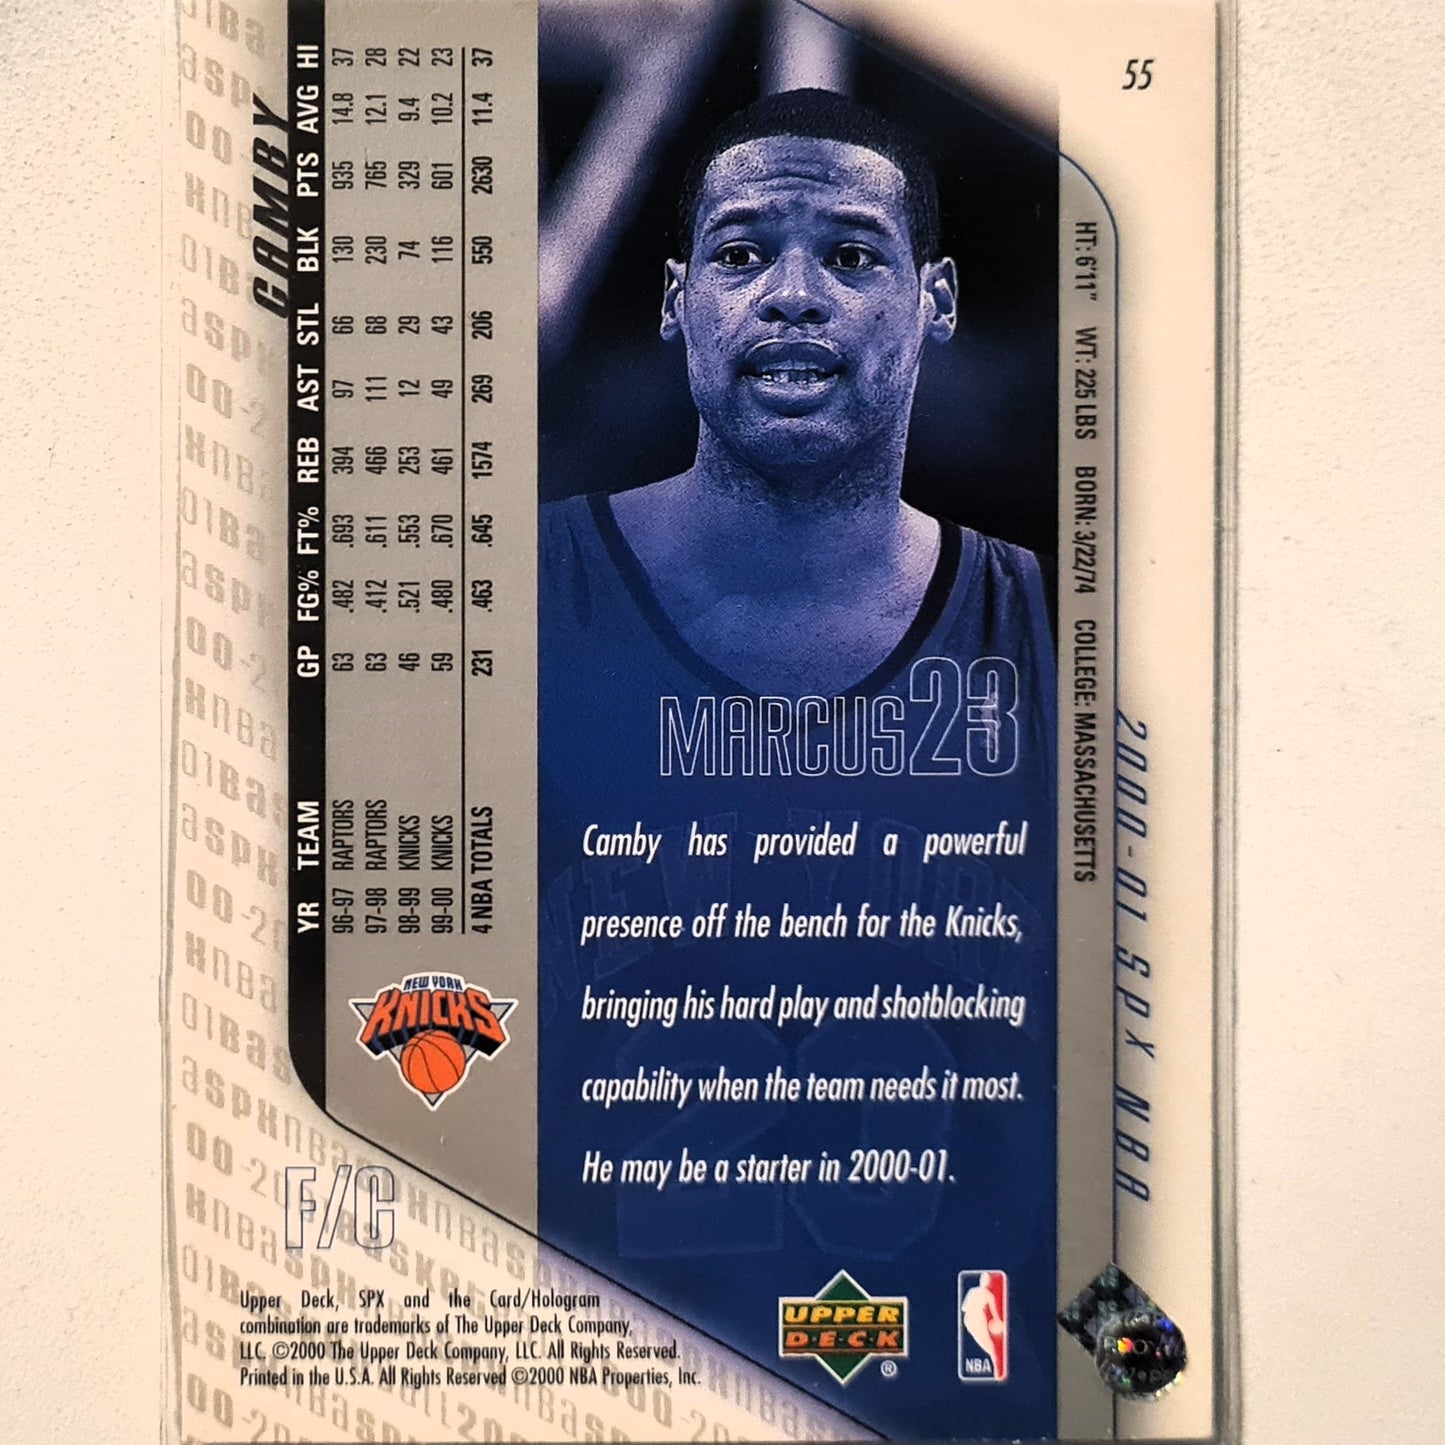 55
CAMBY
YR TEAM GP FG% FT% REB AST STL BLK PTS AVG HI
96-97 RAPTORS 63 .482 .693 394 97 66 130 935 14.8 37
97-98 RAPTORS 63 .412 .611 466 111 68 230 765 12.1 28
98-99 KNICKS 46 .521 .553 253 12 29 74 329 9.4 22
99-00 KNICKS 59 .480 .670 461 49 43 116 601 10.2 23
4 NBA TOTALS 231 .463 .645 1574 269 206 550 2630 11.4 37
HT: 6'11" WT: 225 LBS BORN: 3/22/74 COLLEGE: MASSACHUSETTS
2000-01 SPX NBA
MARCUS 23
Camby has provided a powerful
presence off the bench for the Knicks,
bringing his hard play and shotblocking
capability when the team needs it most.
He may be a starter in 2000-01.
NEW YORK
KNICKS
F/C
Upper Deck, SPX and the Card/Hologram
combination are trademarks of The Upper Deck Company,
LLC. ©2000 The Upper Deck Company, LLC. All Rights Reserved.
Printed in the U.S.A. All Rights Reserved ©2000 NBA Properties, Inc.
UPPER
DECK
®
NBA